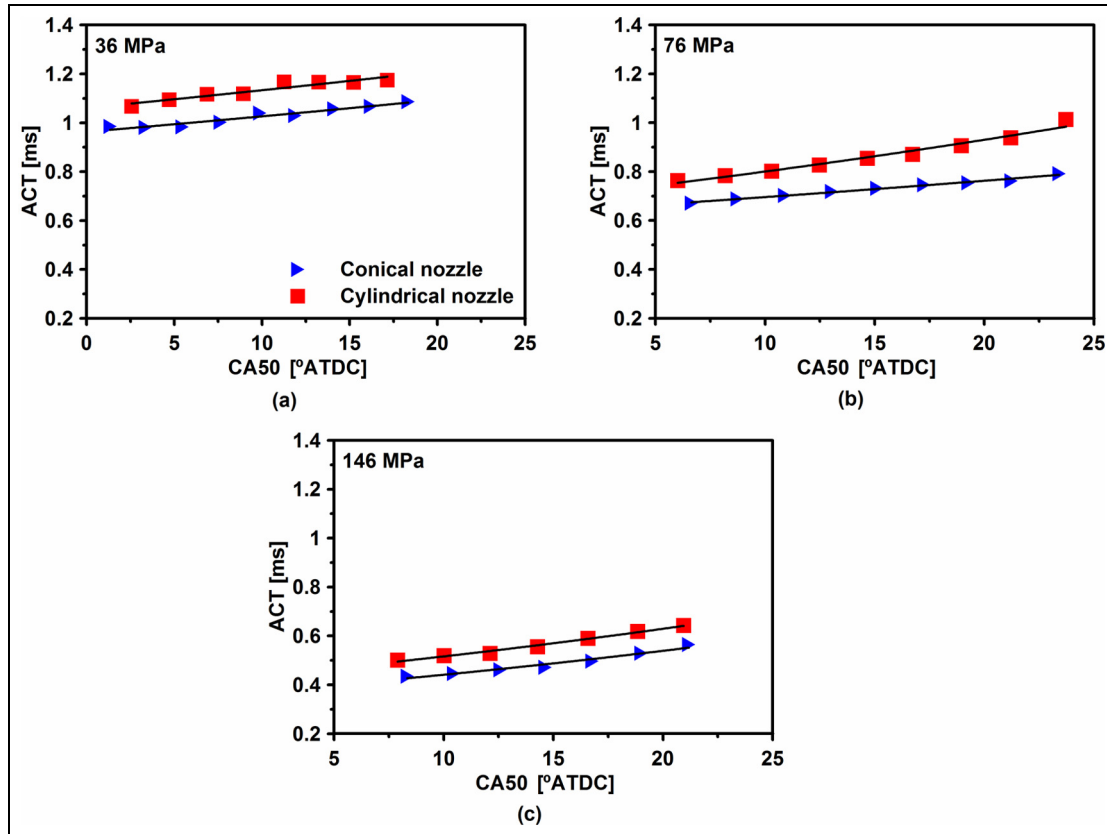 1.4
36 MPa
1.2
1
0.8
0.6
0.4
0.2
ACT [ms]
Conical nozzle
Cylindrical nozzle
0 5 10 15 20 25
CA50 [ºATDC]
(a)
1.4
76 MPa
1.2
1
0.8
0.6
0.4
0.2
ACT [ms]
5 10 15 20 25
CA50 [ºATDC]
(b)
1.4
146 MPa
1.2
1
0.8
0.6
0.4
0.2
ACT [ms]
5 10 15 20 25
CA50 [ºATDC]
(c)